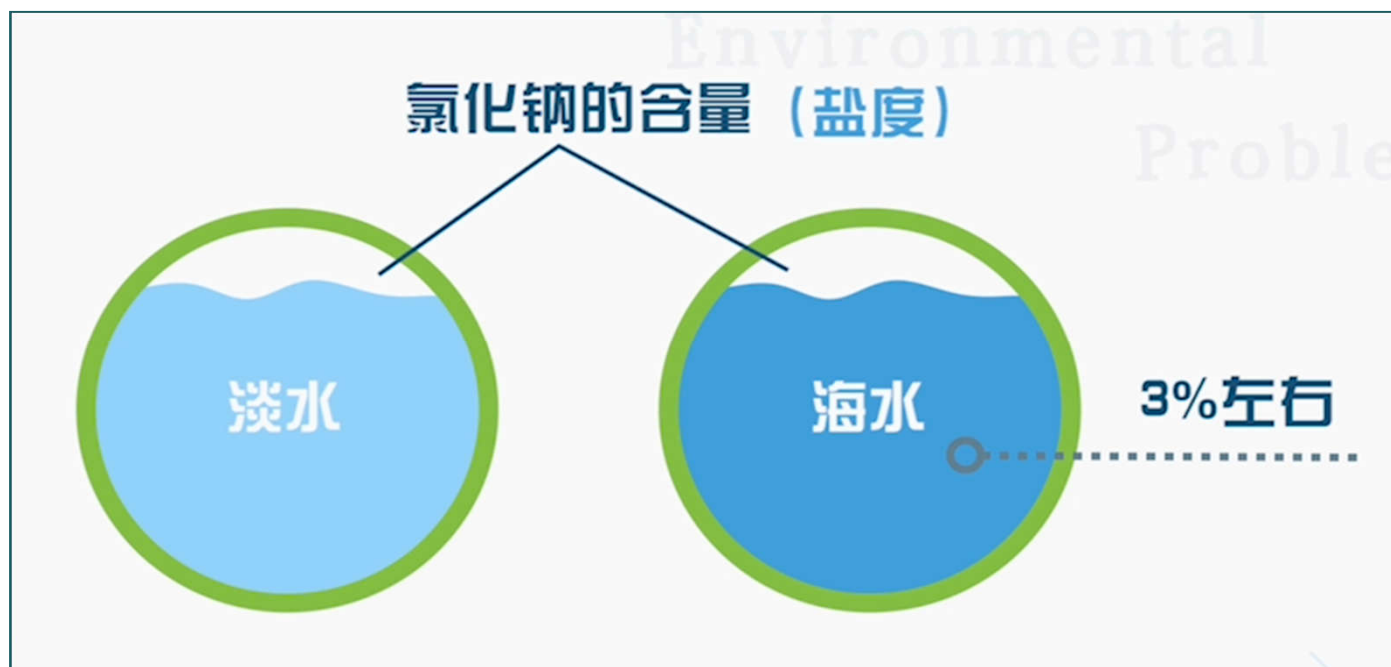 Environmental
Proble
氯化钠的含量（盐度）
淡水
海水
3%左右